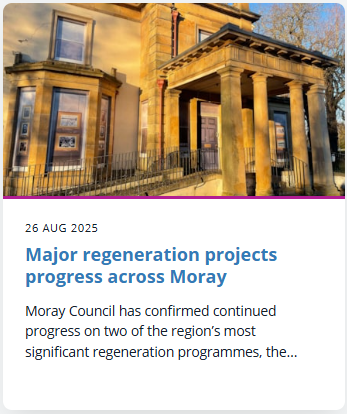 26 AUG 2025
Major regeneration projects
progress across Moray
Moray Council has confirmed continued
progress on two of the region’s most
significant regeneration programmes, the...